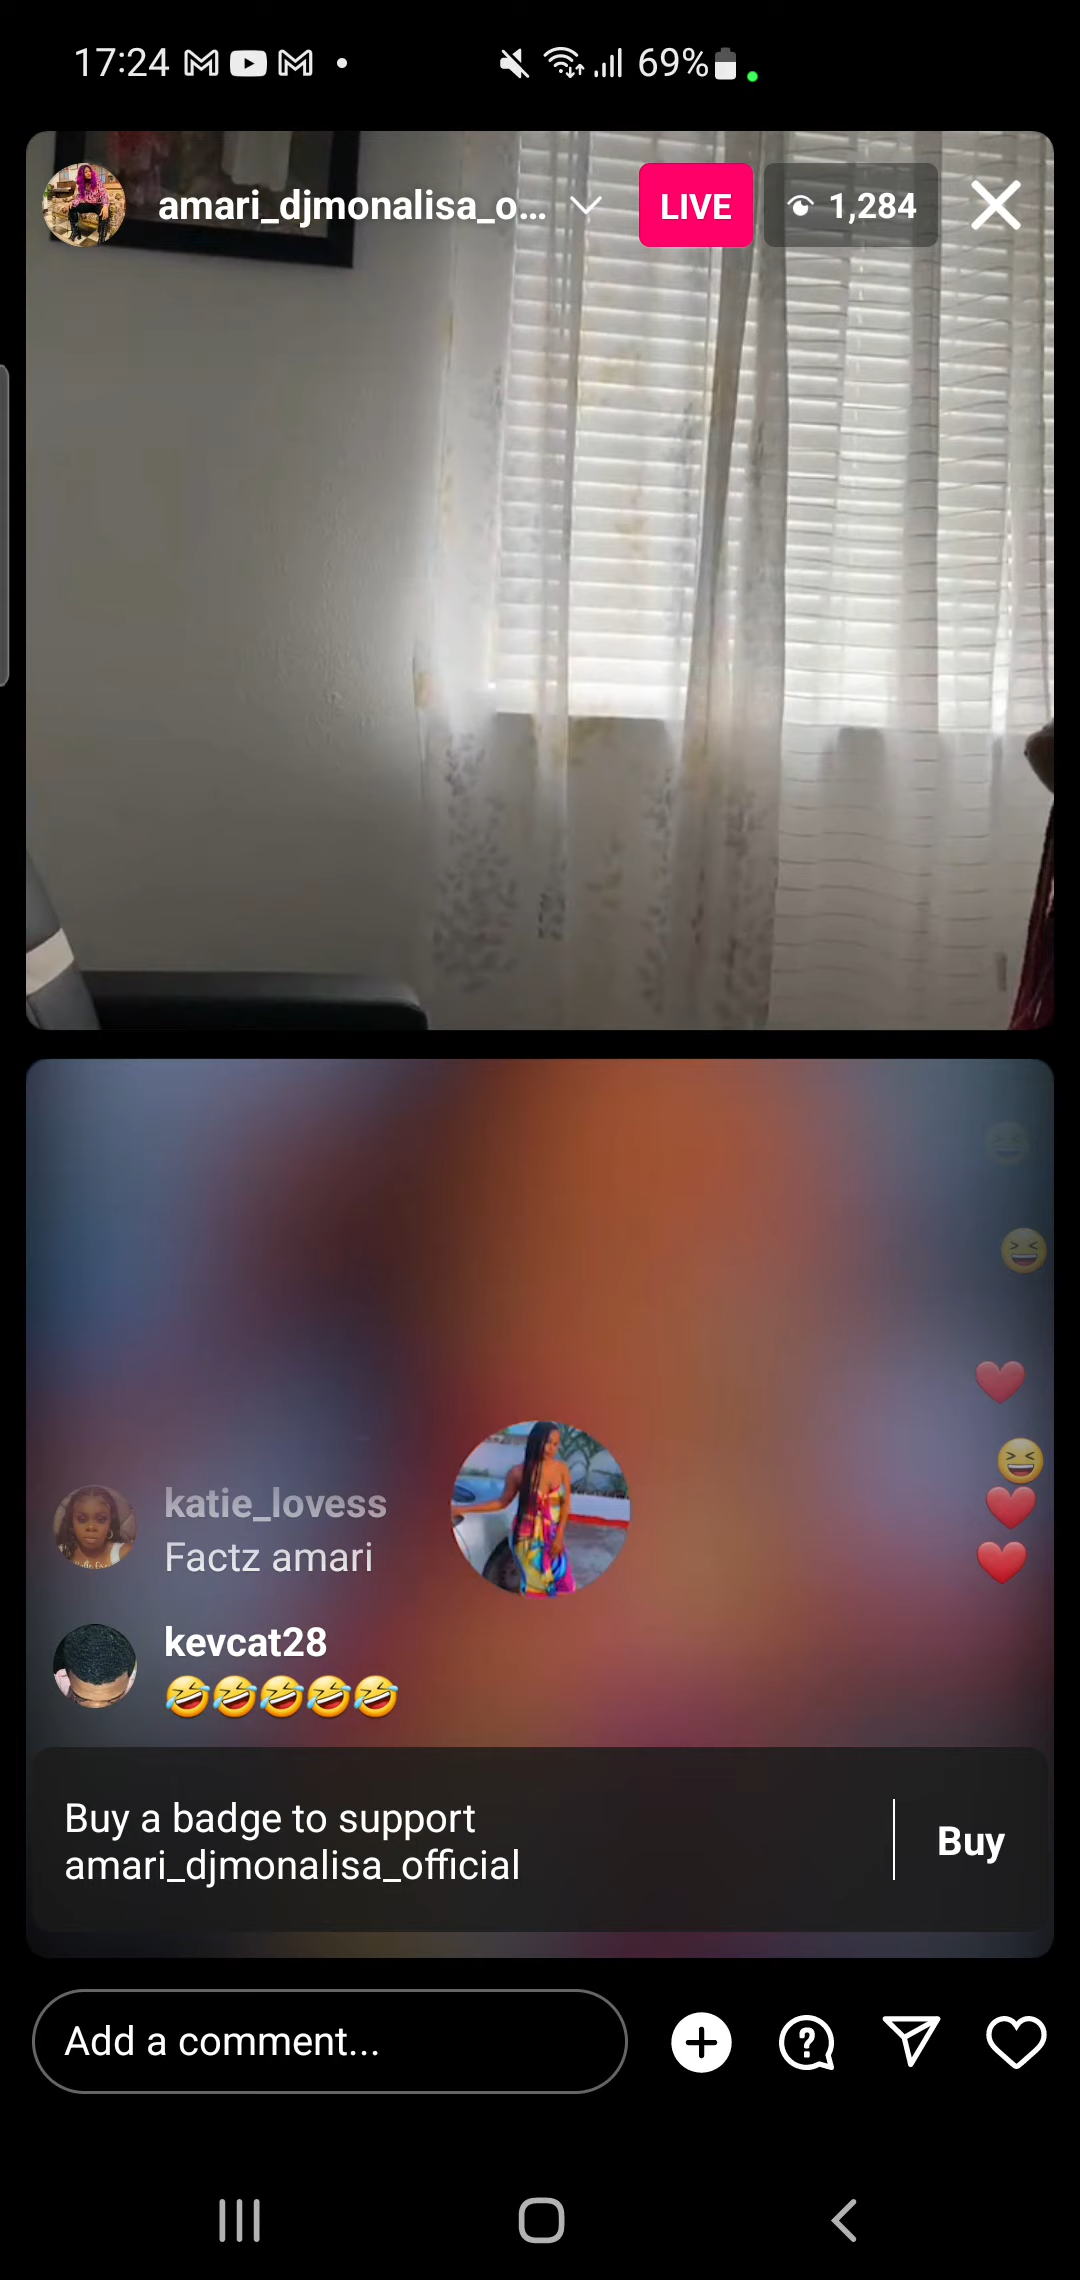 17:24 69%
amari_djmonalisa_o... LIVE 1,284
katie_lovess
Factz amari
kevcat28
🤣🤣🤣🤣🤣
Buy a badge to support
amari_djmonalisa_official
Buy
Add a comment...